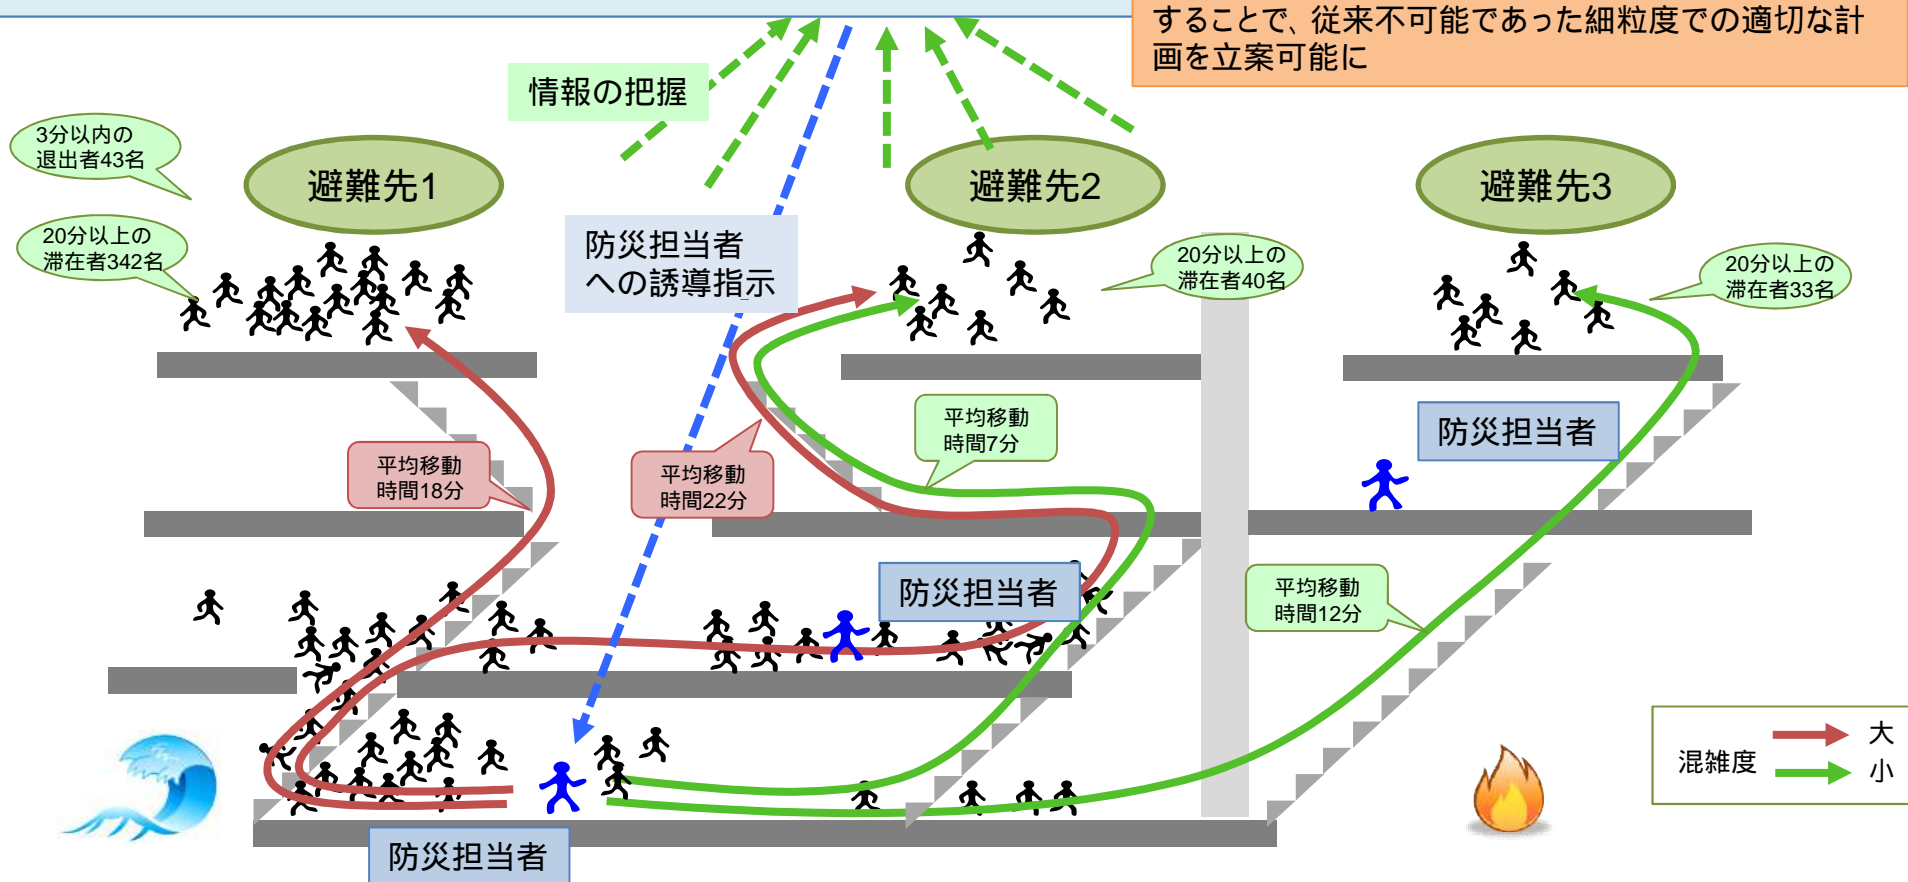 することで、従来不可能であった細粒度での適切な計
画を立案可能に
情報の把握
3分以内の
退出者43名
避難先1
避難先2
避難先3
20分以上の
滞在者342名
防災担当者
への誘導指示
20分以上の
滞在者40名
20分以上の
滞在者33名
平均移動
時間7分
防災担当者
平均移動
時間18分
平均移動
時間22分
防災担当者
平均移動
時間12分
混雑度
大
小
防災担当者